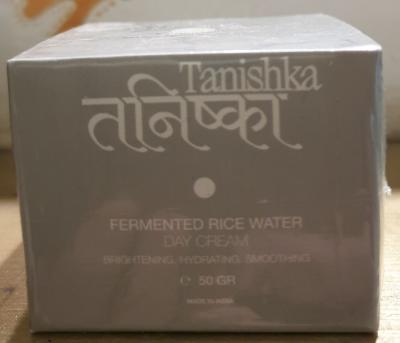 Tanishka
तनिष्का
FERMENTED RICE WATER
DAY CREAM
BRIGHTENING, HYDRATING, SMOOTHING
℮ 50 GR
MADE IN INDIA